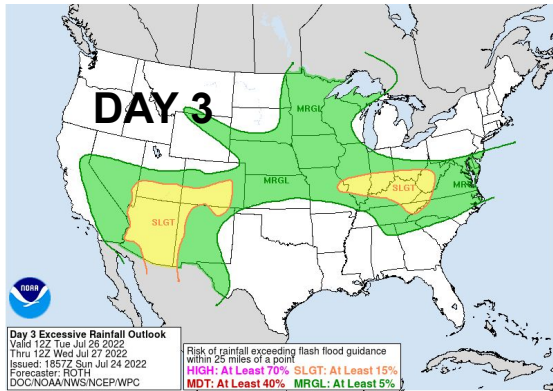 DAY 3
MRGL
MRGL
SLGT
SLGT
MR
NOAA
Day 3 Excessive Rainfall Outlook
Valid 12Z Tue Jul 26 2022
Thru 12Z Wed Jul 27 2022
Issued: 1857Z Sun Jul 24 2022
Forecaster: ROTH
DOC/NOAA/NWS/NCEP/WPC
Risk of rainfall exceeding flash flood guidance
within 25 miles of a point
HIGH: At Least 70% SLGT: At Least 15%
MDT: At Least 40% MRGL: At Least 5%